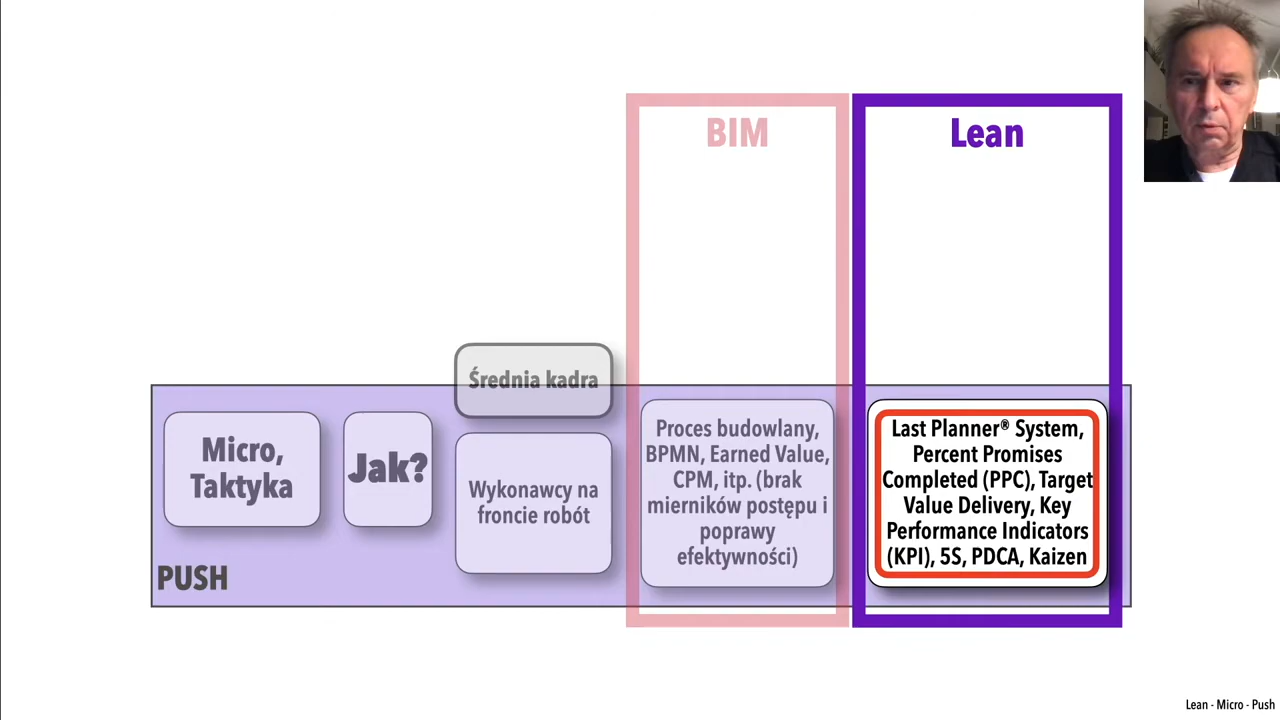 BIM
Lean
Średnia kadra
Micro,
Taktyka
Jak?
Wykonawcy na
froncie robót
Proces budowlany,
BPMN, Earned Value,
CPM, itp. (brak
mierników postępu i
poprawy
efektywności)
Last Planner® System,
Percent Promises
Completed (PPC), Target
Value Delivery, Key
Performance Indicators
(KPI), 5S, PDCA, Kaizen
PUSH
Lean - Micro - Push